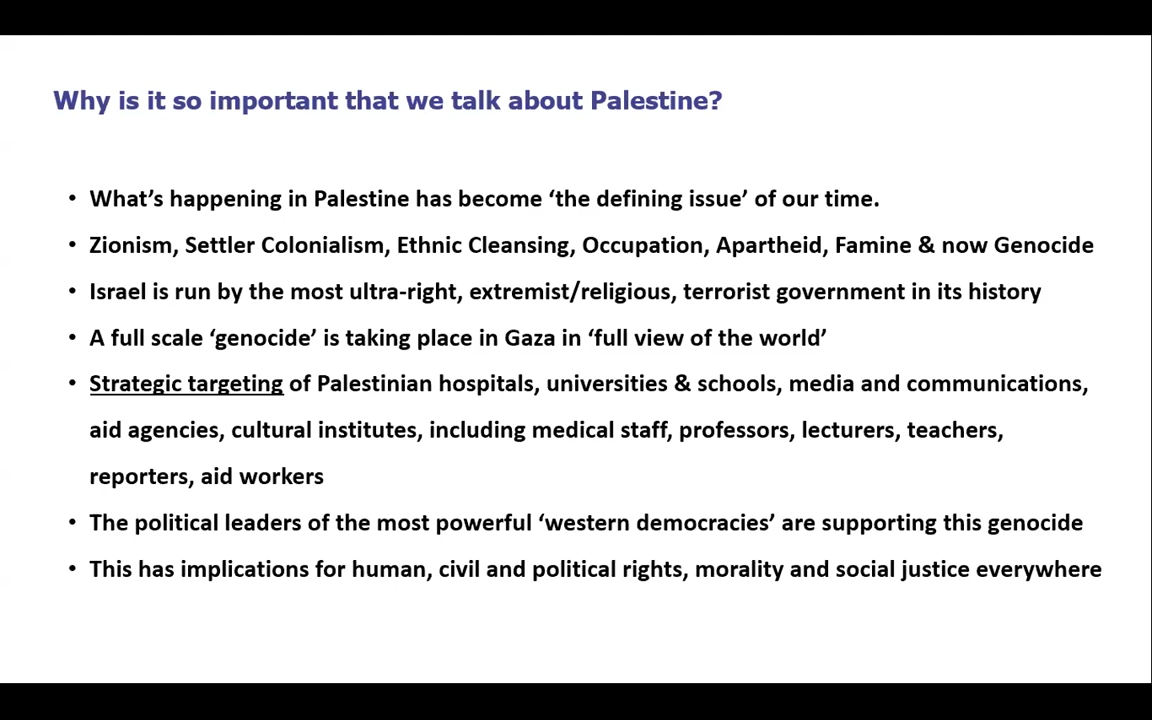 Why is it so important that we talk about Palestine?
• What’s happening in Palestine has become ‘the defining issue’ of our time.
• Zionism, Settler Colonialism, Ethnic Cleansing, Occupation, Apartheid, Famine & now Genocide
• Israel is run by the most ultra-right, extremist/religious, terrorist government in its history
• A full scale ‘genocide’ is taking place in Gaza in ‘full view of the world’
• Strategic targeting of Palestinian hospitals, universities & schools, media and communications,
aid agencies, cultural institutes, including medical staff, professors, lecturers, teachers,
reporters, aid workers
• The political leaders of the most powerful ‘western democracies’ are supporting this genocide
• This has implications for human, civil and political rights, morality and social justice everywhere